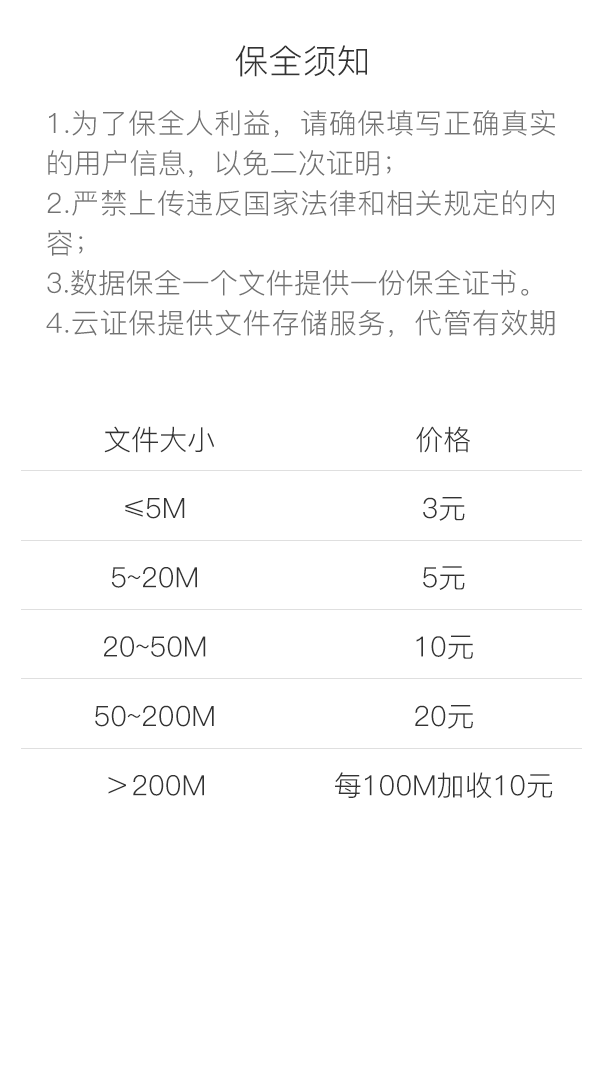 保全须知
1.为了保全人利益，请确保填写正确真实
的用户信息，以免二次证明；
2.严禁上传违反国家法律和相关规定的内
容；
3.数据保全一个文件提供一份保全证书。
4.云证保提供文件存储服务，代管有效期
文件大小 价格
≤5M 3元
5~20M 5元
20~50M 10元
50~200M 20元
＞200M 每100M加收10元